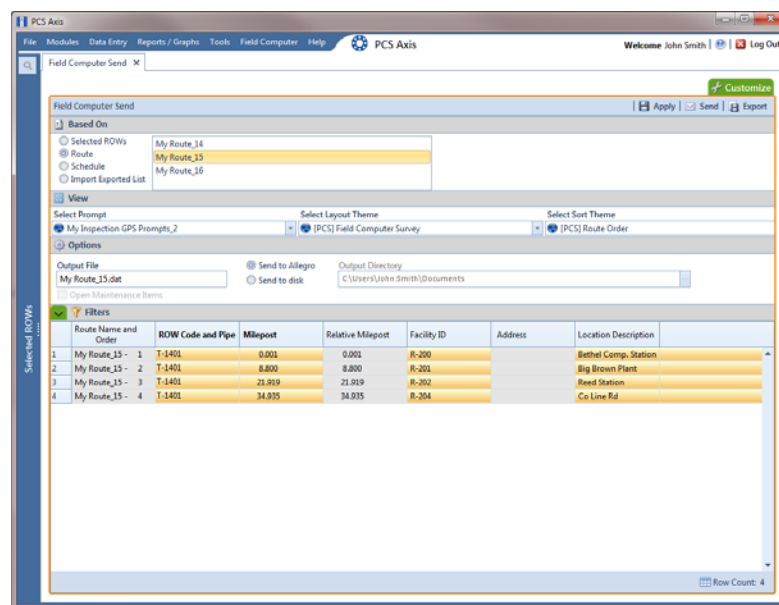 PCS Axis
File Modules Data Entry Reports / Graphs Tools Field Computer Help PCS Axis Welcome John Smith | | Log Out
Field Computer Send
Customize
Field Computer Send | Apply | Send | Export
Based On
Selected ROWs
Route
Schedule
Import Exported List
My Route_14
My Route_15
My Route_16
View
Select Prompt Select Layout Theme Select Sort Theme
My Inspection GPS Prompts_2 [PCS] Field Computer Survey [PCS] Route Order
Options
Output File Send to Allegro Output Directory
My Route_15.dat Send to disk C:\Users\John.Smith\Documents
Open Maintenance Items
Filters
Selected ROWs
Route Name and Order ROW Code and Pipe Milepost Relative Milepost Facility ID Address Location Description
1 My Route_15 - 1 T-1401 0.001 0.001 R-200 Bethel Comp. Station
2 My Route_15 - 2 T-1401 8.800 8.800 R-201 Big Brown Plant
3 My Route_15 - 3 T-1401 21.919 21.919 R-202 Reed Station
4 My Route_15 - 4 T-1401 34.935 34.935 R-204 Co Line Rd
Row Count: 4